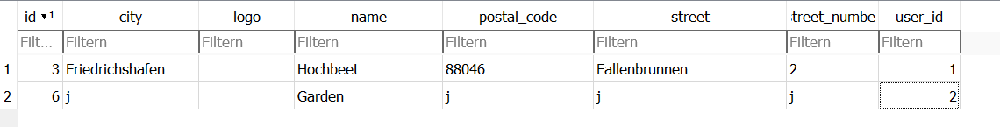 id ▼1 city logo name postal_code street treet_numbe user_id
Filt... Filtern Filtern Filtern Filtern Filtern Filtern Filtern
1 3 Friedrichshafen Hochbeet 88046 Fallenbrunnen 2 1
2 6 j Garden j j j 2